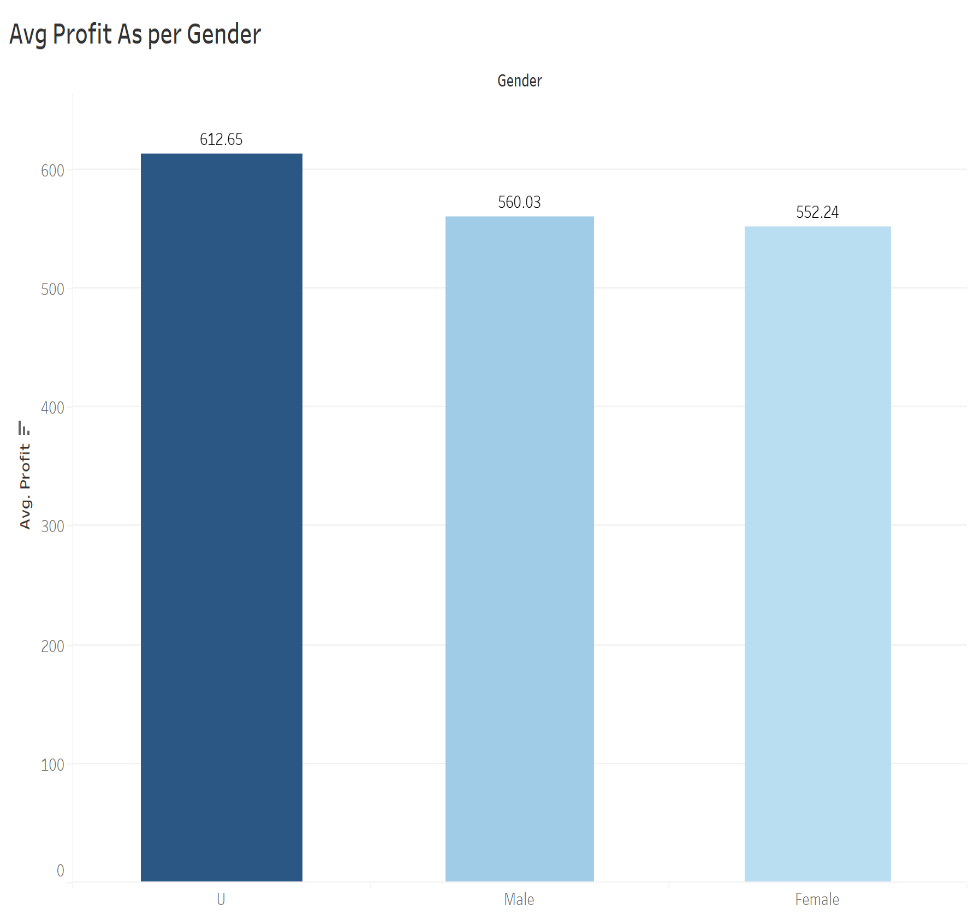 Avg Profit As per Gender
Gender
612.65
560.03
552.24
600
500
400
300
200
100
0
Avg. Profit
U
Male
Female